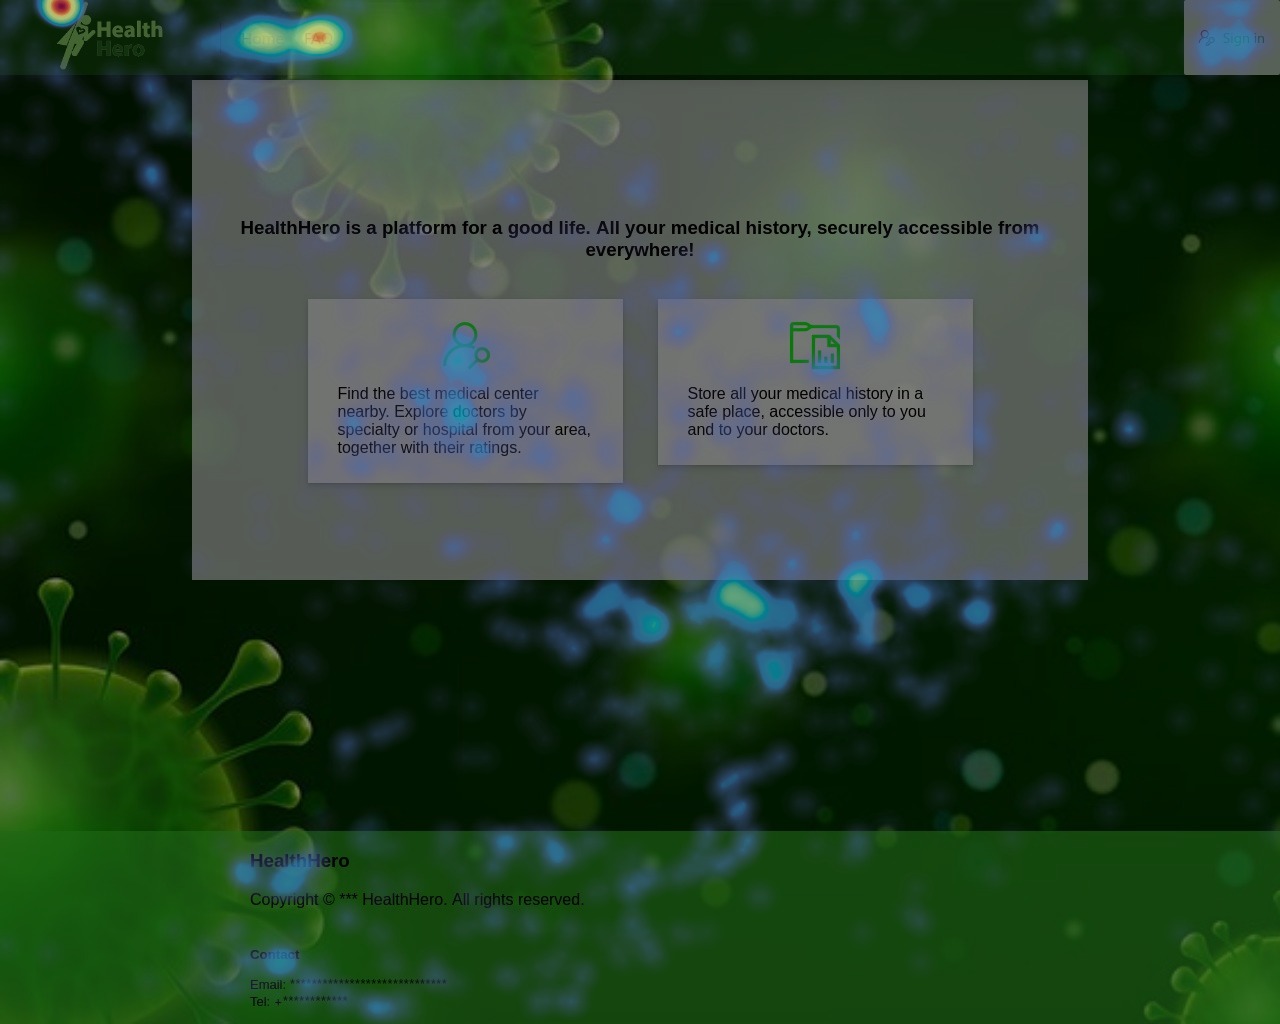 Health
Hero
Home
FAQ
Sign in
HealthHero is a platform for a good life. All your medical history, securely accessible from
everywhere!
Find the best medical center
nearby. Explore doctors by
specialty or hospital from your area,
together with their ratings.
Store all your medical history in a
safe place, accessible only to you
and to your doctors.
HealthHero
Copyright © *** HealthHero. All rights reserved.
Contact
Email: *****************************
Tel: +************